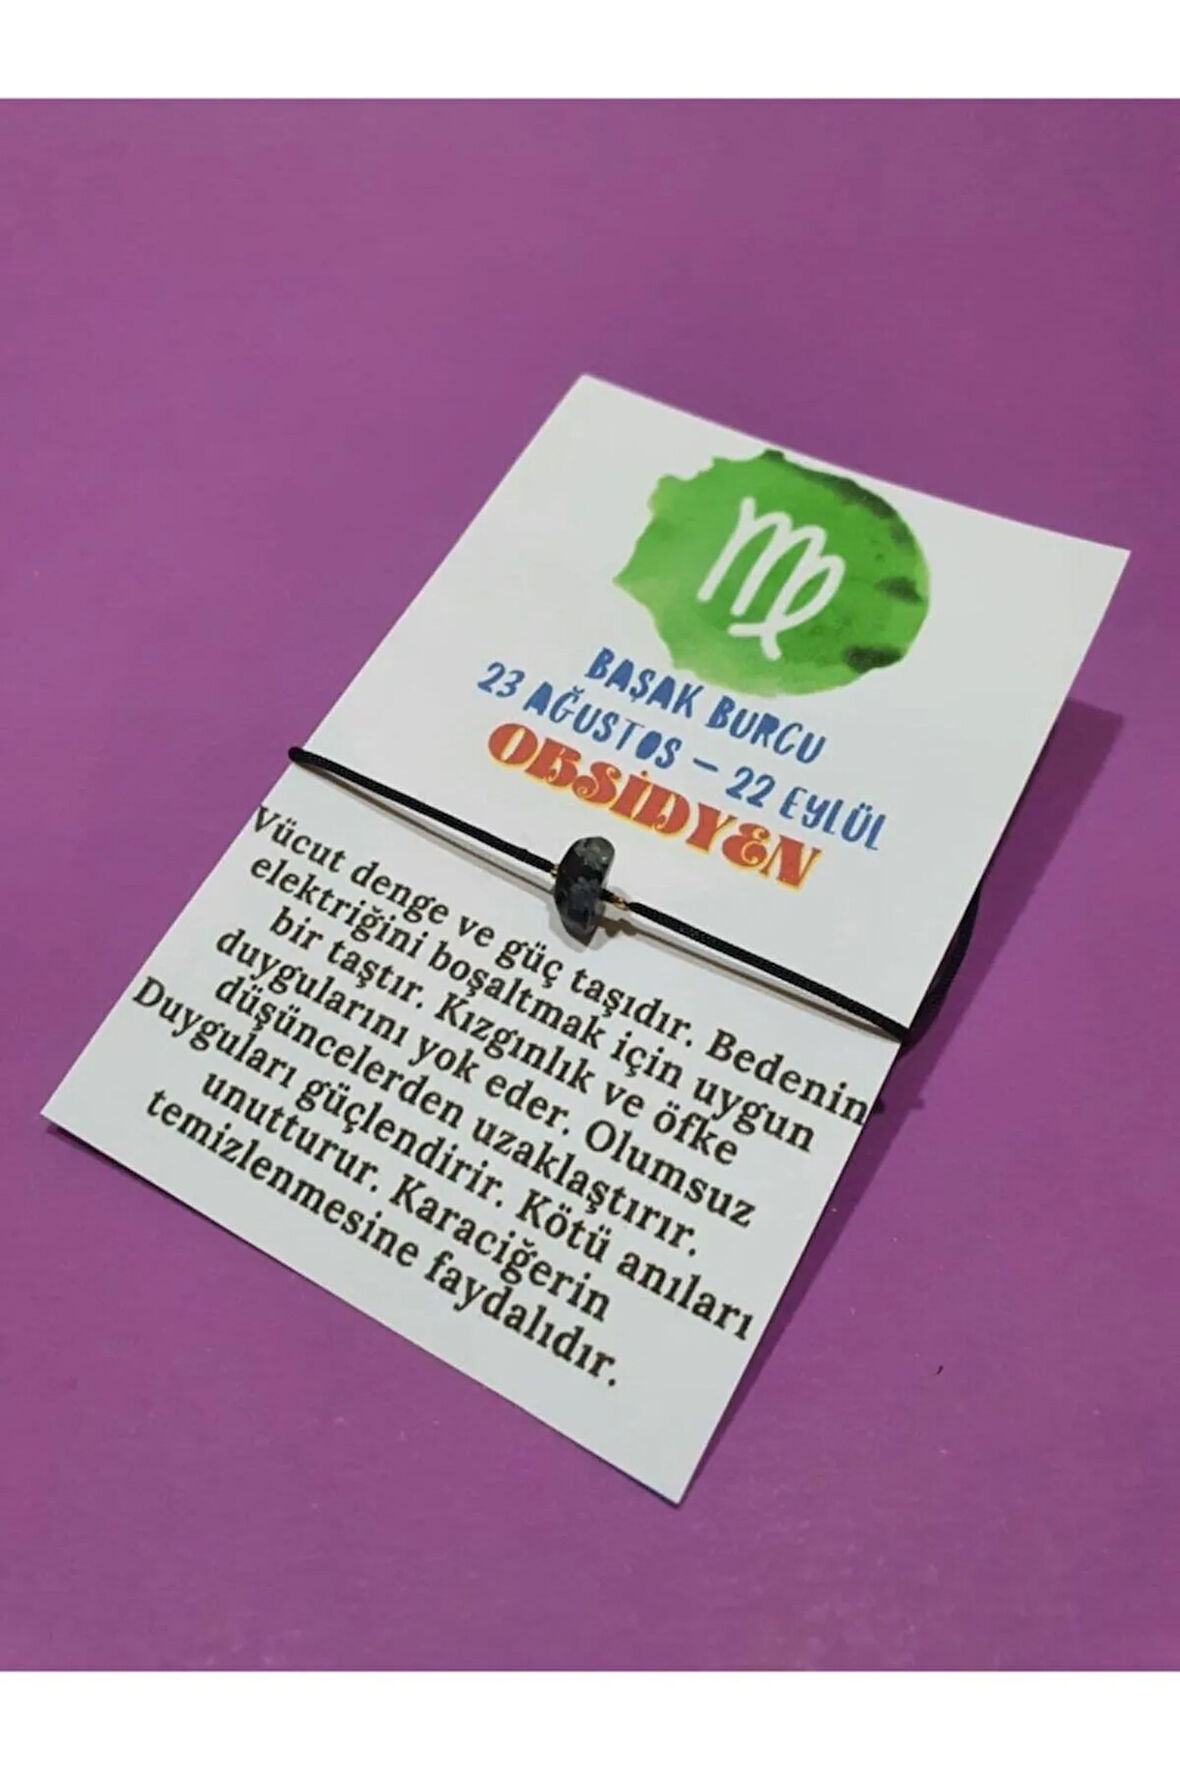 BAŞAK BURCU
23 AĞUSTOS – 22 EYLÜL
OBSİDYEN
Vücut denge ve güç taşıdır. Bedenin
elektriğini boşaltmak için uygun
bir taştır. Kızgınlık ve öfke
duygularını yok eder. Olumsuz
düşüncelerden uzaklaştırır.
Duyguları güçlendirir. Kötü anıları
unutturur. Karaciğerin
temizlenmesine faydalıdır.